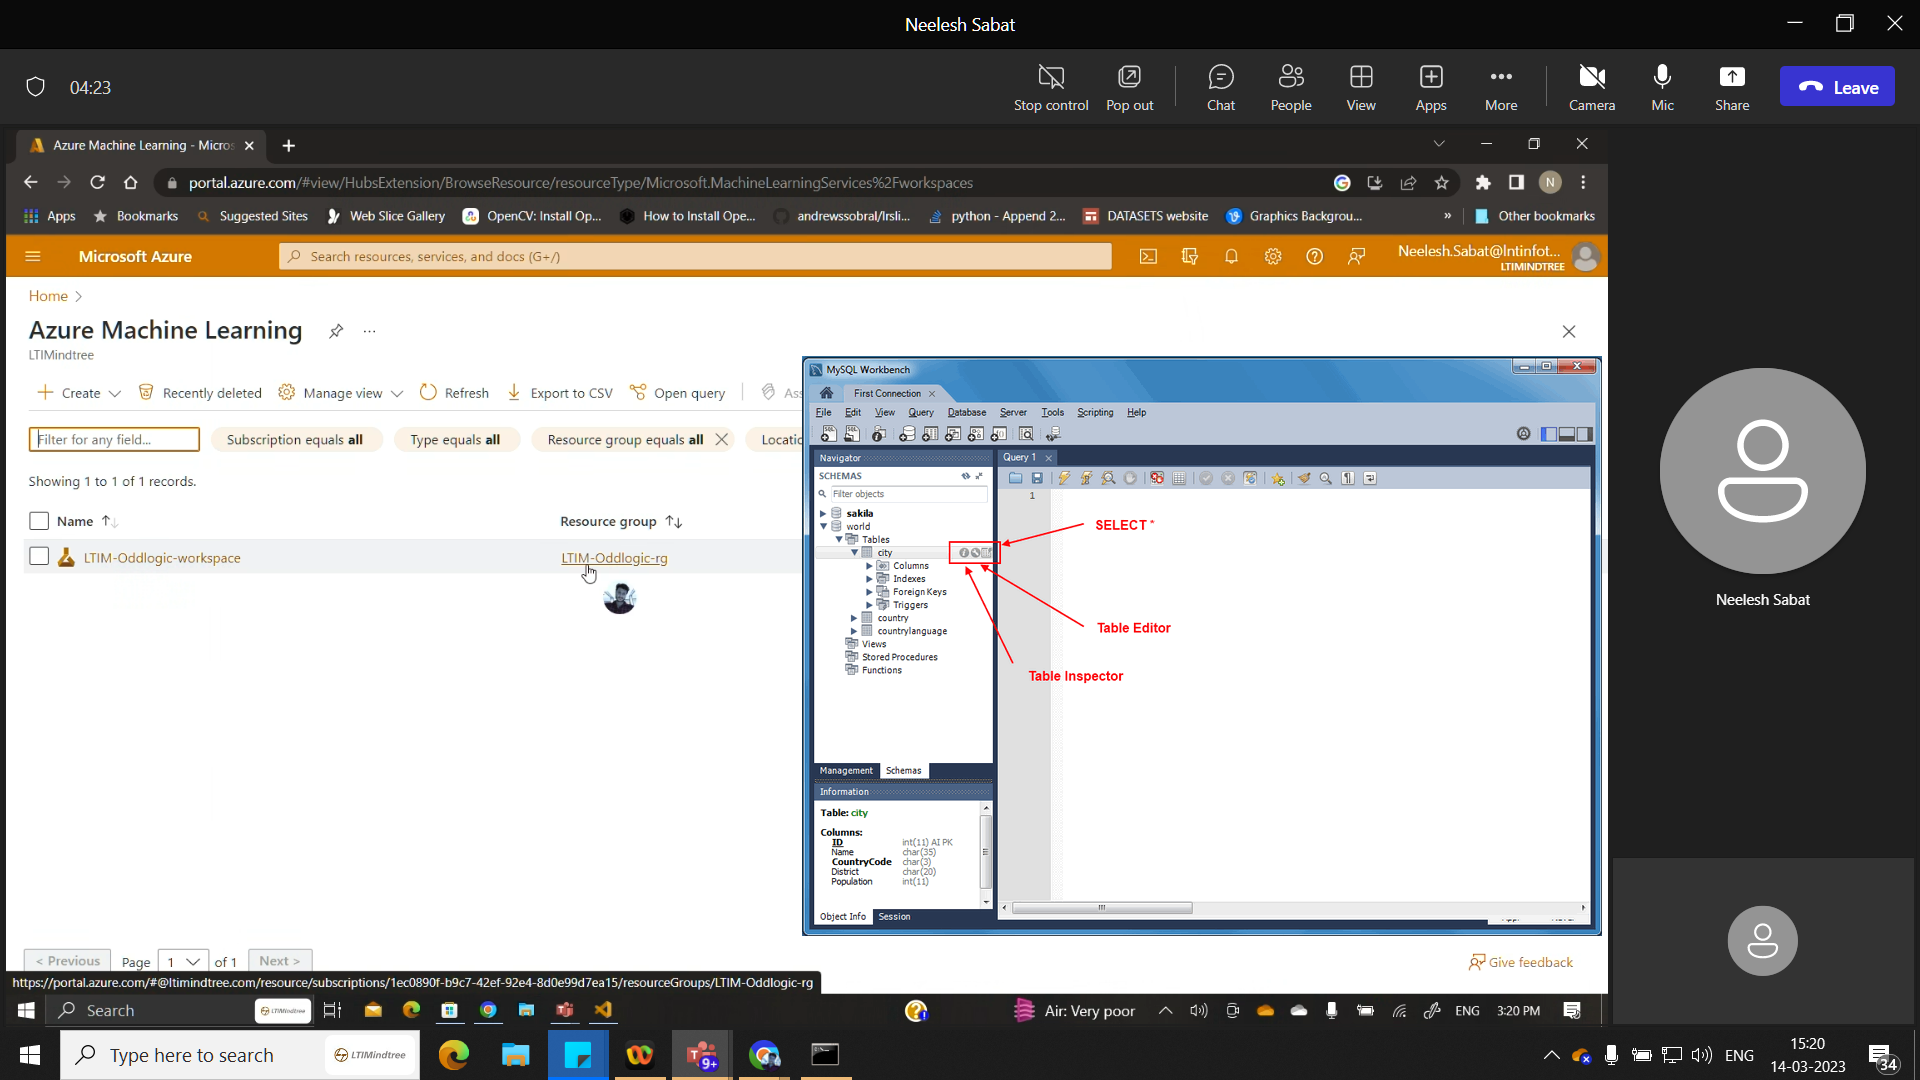 Neelesh Sabat
04:23
Stop control
Pop out
Chat
People
View
Apps
More
Camera
Mic
Share
Leave
Azure Machine Learning - Micros
portal.azure.com/#view/HubsExtension/BrowseResource/resourceType/Microsoft.MachineLearningServices%2Fworkspaces
N
Apps
Bookmarks
Suggested Sites
Web Slice Gallery
OpenCV: Install Op...
How to Install Ope...
andrewssobral/lrsli...
python - Append 2...
DATASETS website
Graphics Backgrou...
»
Other bookmarks
Microsoft Azure
Search resources, services, and docs (G+/)
Neelesh.Sabat@lntinfot...
LTIMINDTREE
Home >
Azure Machine Learning
LTIMindtree
Create
Recently deleted
Manage view
Refresh
Export to CSV
Open query
Ass
Filter for any field...
Subscription equals all
Type equals all
Resource group equals all
Locatio
Showing 1 to 1 of 1 records.
Name
Resource group
LTIM-Oddlogic-workspace
LTIM-Oddlogic-rg
MySQL Workbench
First Connection
File Edit View Query Database Server Tools Scripting Help
Navigator
Query 1
SCHEMAS
Filter objects
1
sakila
world
Tables
city
Columns
Indexes
Foreign Keys
Triggers
country
countrylanguage
Views
Stored Procedures
Functions
SELECT *
Table Editor
Table Inspector
Management
Schemas
Information
Table: city
Columns:
ID int(11) AI PK
Name char(35)
CountryCode char(3)
District char(20)
Population int(11)
Object Info
Session
Neelesh Sabat
< Previous
Page
1
of 1
Next >
Give feedback
https://portal.azure.com/#@ltimindtree.com/resource/subscriptions/1ec0890f-b9c7-42ef-92e4-8d0e99d7ea15/resourceGroups/LTIM-Oddlogic-rg
Search
LTIMindtree
Air: Very poor
ENG
3:20 PM
Type here to search
LTIMindtree
9+
ENG
15:20
14-03-2023
34